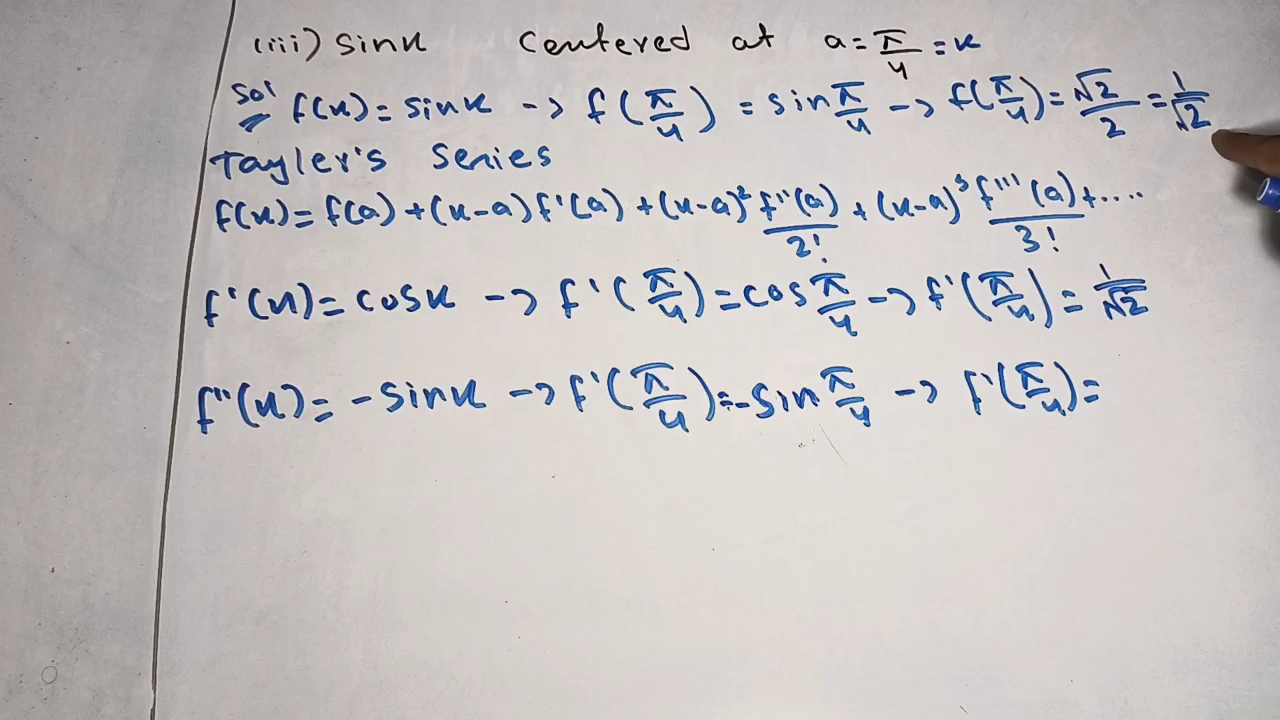 (iii) sinx centered at a = π/4 = x
Sol f(x) = sinx → f(π/4) = sin π/4 → f(π/4) = √2/2 = 1/√2
Tayler's Series
f(x) = f(a) + (x-a) f'(a) + (x-a)² f''(a)/2! + (x-a)³ f'''(a)/3! + ....
f'(x) = cosx → f'(π/4) = cos π/4 → f'(π/4) = 1/√2
f''(x) = -sinx → f'(π/4) = -sin π/4 → f'(π/4) =